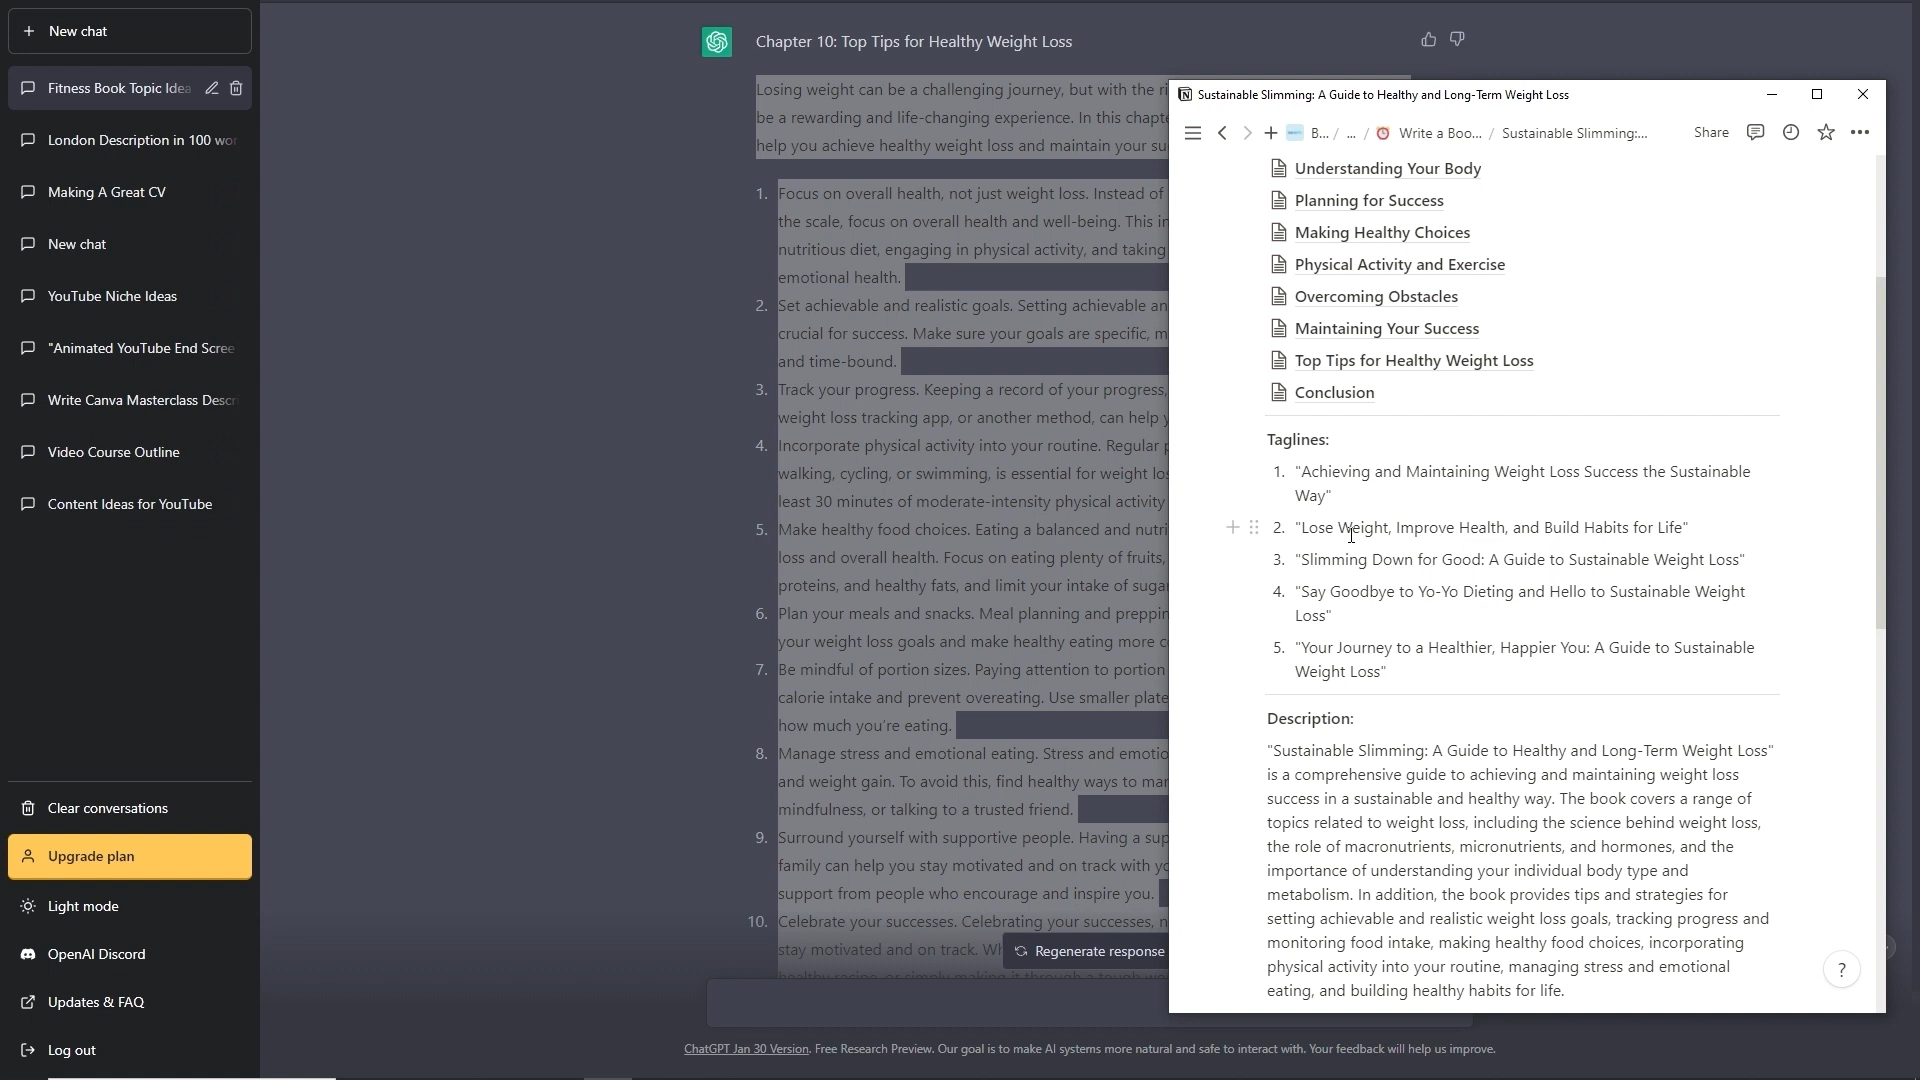 New chat
Fitness Book Topic Idea
London Description in 100 wor
Making A Great CV
New chat
YouTube Niche Ideas
"Animated YouTube End Scree
Write Canva Masterclass Descri
Video Course Outline
Content Ideas for YouTube
Clear conversations
Upgrade plan
Light mode
OpenAI Discord
Updates & FAQ
Log out
Chapter 10: Top Tips for Healthy Weight Loss
Losing weight can be a challenging journey, but with the ri
be a rewarding and life-changing experience. In this chapte
help you achieve healthy weight loss and maintain your su
1. Focus on overall health, not just weight loss. Instead of
the scale, focus on overall health and well-being. This in
nutritious diet, engaging in physical activity, and taking
emotional health.
2. Set achievable and realistic goals. Setting achievable an
crucial for success. Make sure your goals are specific, m
and time-bound.
3. Track your progress. Keeping a record of your progress,
weight loss tracking app, or another method, can help y
4. Incorporate physical activity into your routine. Regular p
walking, cycling, or swimming, is essential for weight los
least 30 minutes of moderate-intensity physical activity
5. Make healthy food choices. Eating a balanced and nutri
loss and overall health. Focus on eating plenty of fruits,
proteins, and healthy fats, and limit your intake of sugar
6. Plan your meals and snacks. Meal planning and preppin
your weight loss goals and make healthy eating more c
7. Be mindful of portion sizes. Paying attention to portion
calorie intake and prevent overeating. Use smaller plate
how much you're eating.
8. Manage stress and emotional eating. Stress and emotio
and weight gain. To avoid this, find healthy ways to man
mindfulness, or talking to a trusted friend.
9. Surround yourself with supportive people. Having a sup
family can help you stay motivated and on track with yo
support from people who encourage and inspire you.
10. Celebrate your successes. Celebrating your successes, n
stay motivated and on track. Wh
healthy recipe, or simply making it through a tough wo
Regenerate response
ChatGPT Jan 30 Version. Free Research Preview. Our goal is to make AI systems more natural and safe to interact with. Your feedback will help us improve.
Sustainable Slimming: A Guide to Healthy and Long-Term Weight Loss
B... / ... / Write a Boo... / Sustainable Slimming:...
Share
Understanding Your Body
Planning for Success
Making Healthy Choices
Physical Activity and Exercise
Overcoming Obstacles
Maintaining Your Success
Top Tips for Healthy Weight Loss
Conclusion
Taglines:
1. "Achieving and Maintaining Weight Loss Success the Sustainable
Way"
2. "Lose Weight, Improve Health, and Build Habits for Life"
3. "Slimming Down for Good: A Guide to Sustainable Weight Loss"
4. "Say Goodbye to Yo-Yo Dieting and Hello to Sustainable Weight
Loss"
5. "Your Journey to a Healthier, Happier You: A Guide to Sustainable
Weight Loss"
Description:
"Sustainable Slimming: A Guide to Healthy and Long-Term Weight Loss"
is a comprehensive guide to achieving and maintaining weight loss
success in a sustainable and healthy way. The book covers a range of
topics related to weight loss, including the science behind weight loss,
the role of macronutrients, micronutrients, and hormones, and the
importance of understanding your individual body type and
metabolism. In addition, the book provides tips and strategies for
setting achievable and realistic weight loss goals, tracking progress and
monitoring food intake, making healthy food choices, incorporating
physical activity into your routine, managing stress and emotional
eating, and building healthy habits for life.
?